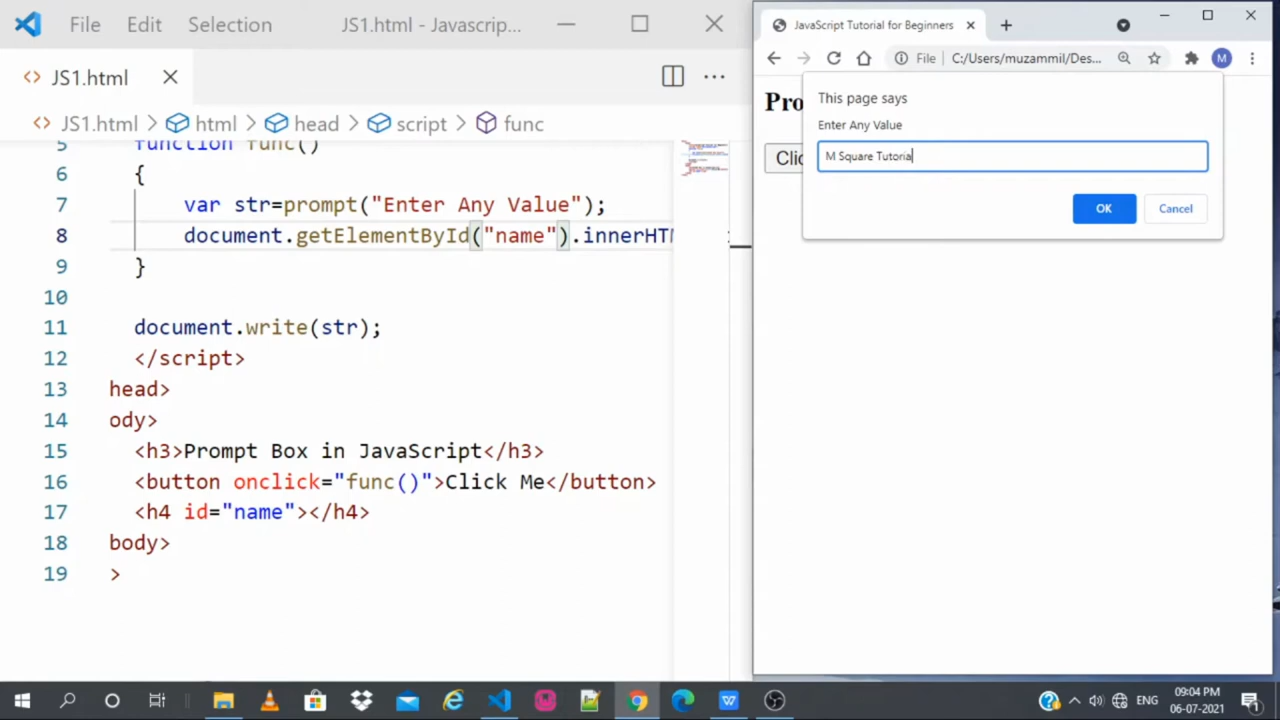 File Edit Selection JS1.html - Javascrip...
JS1.html
JS1.html > html > head > script > func
5 function func()
6 {
7 var str=prompt("Enter Any Value");
8 document.getElementById("name").innerHTM
9 }
10
11 document.write(str);
12 </script>
13 head>
14 ody>
15 <h3>Prompt Box in JavaScript</h3>
16 <button onclick="func()">Click Me</button>
17 <h4 id="name"></h4>
18 body>
19 >
JavaScript Tutorial for Beginners
File C:/Users/muzammil/Des... M
Pro
This page says
Enter Any Value
M Square Tutoria
Clic
OK Cancel
ENG
09:04 PM
06-07-2021
1